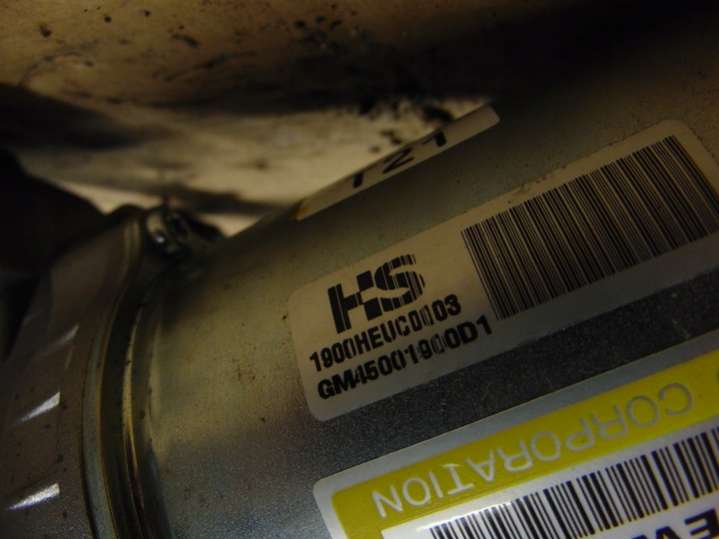 121
HS
1900HEUC0003
GM45001900D1
CORPORATION